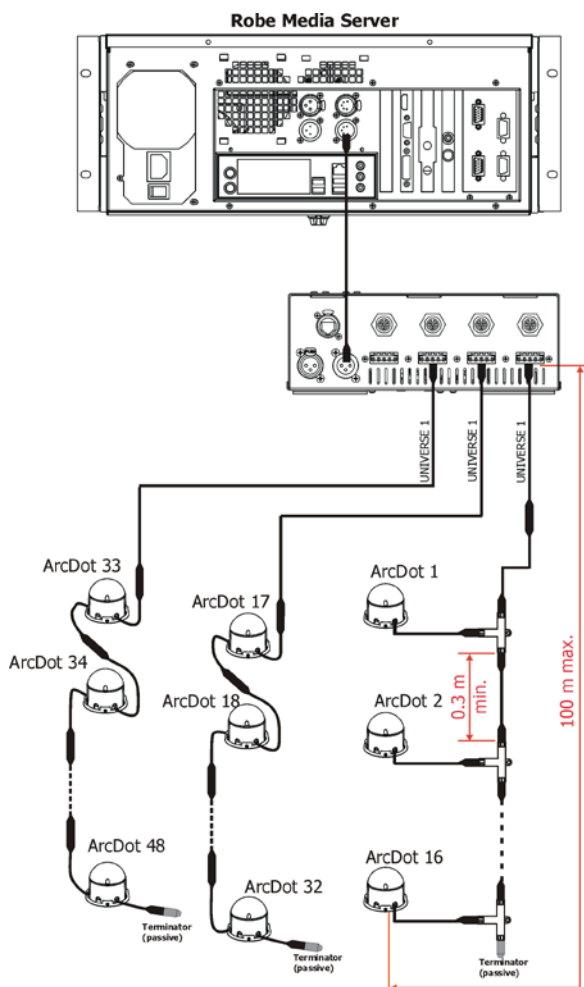 Robe Media Server
UNIVERSE 1
UNIVERSE 1
UNIVERSE 1
ArcDot 33
ArcDot 17
ArcDot 1
ArcDot 34
ArcDot 18
ArcDot 2
0.3 m
min.
100 m max.
ArcDot 48
ArcDot 32
ArcDot 16
Terminator
(passive)
Terminator
(passive)
Terminator
(passive)